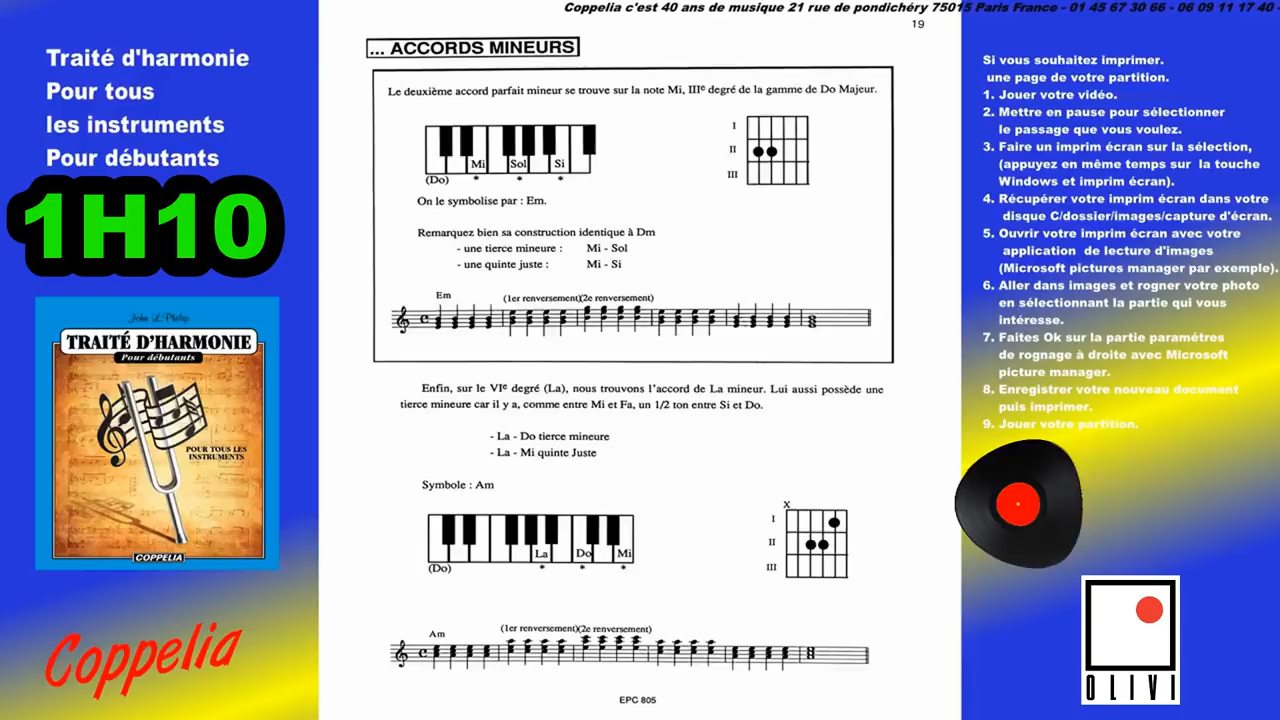 Coppelia c'est 40 ans de musique 21 rue de pondichéry 75015 Paris France - 01 45 67 30 66 - 06 09 11 17 40 -
Traité d'harmonie
Pour tous
les instruments
Pour débutants
1H10
John L. Philip
TRAITÉ D'HARMONIE
Pour débutants
POUR TOUS LES
INSTRUMENTS
COPPELIA
Coppelia
19
... ACCORDS MINEURS
Le deuxième accord parfait mineur se trouve sur la note Mi, IIIe degré de la gamme de Do Majeur.
Mi Sol Si
(Do) * * *
I
II
III
On le symbolise par : Em.
Remarquez bien sa construction identique à Dm
- une tierce mineure : Mi - Sol
- une quinte juste : Mi - Si
Em (1er renversement)(2e renversement)
Enfin, sur le VIe degré (La), nous trouvons l'accord de La mineur. Lui aussi possède une
tierce mineure car il y a, comme entre Mi et Fa, un 1/2 ton entre Si et Do.
- La - Do tierce mineure
- La - Mi quinte Juste
Symbole : Am
La Do Mi
(Do) * * *
X
I
II
III
Am (1er renversement)(2e renversement)
EPC 805
Si vous souhaitez imprimer.
une page de votre partition.
1. Jouer votre vidéo.
2. Mettre en pause pour sélectionner
le passage que vous voulez.
3. Faire un imprim écran sur la sélection,
(appuyez en même temps sur la touche
Windows et imprim écran).
4. Récupérer votre imprim écran dans votre
disque C/dossier/images/capture d'écran.
5. Ouvrir votre imprim écran avec votre
application de lecture d'images
(Microsoft pictures manager par exemple).
6. Aller dans images et rogner votre photo
en sélectionnant la partie qui vous
intéresse.
7. Faites Ok sur la partie paramétres
de rognage à droite avec Microsoft
picture manager.
8. Enregistrer votre nouveau document
puis imprimer.
9. Jouer votre partition.
OLIVI